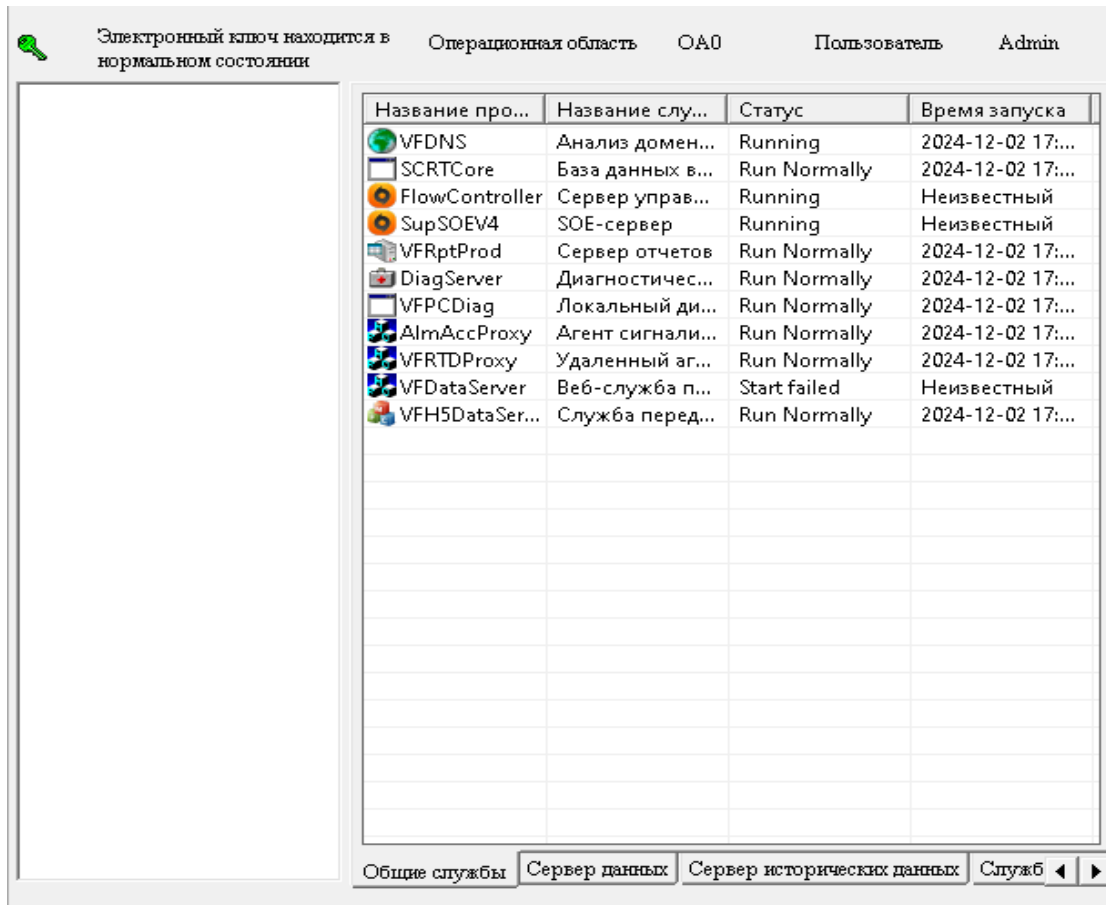 Электронный ключ находится в
нормальном состоянии
Операционная область OA0 Пользователь Admin
Название про... Название слу... Статус Время запуска
VFDNS Анализ домен... Running 2024-12-02 17:...
SCRTCore База данных в... Run Normally 2024-12-02 17:...
FlowController Сервер управ... Running Неизвестный
SupSOEV4 SOE-сервер Running Неизвестный
VFRptProd Сервер отчетов Run Normally 2024-12-02 17:...
DiagServer Диагностичес... Run Normally 2024-12-02 17:...
VFPCDiag Локальный ди... Run Normally 2024-12-02 17:...
AlmAccProxy Агент сигнали... Run Normally 2024-12-02 17:...
VFRTDProxy Удаленный аг... Run Normally 2024-12-02 17:...
VFDataServer Веб-служба п... Start failed Неизвестный
VFH5DataSer... Служба перед... Run Normally 2024-12-02 17:...
Общие службы Сервер данных Сервер исторических данных Служб